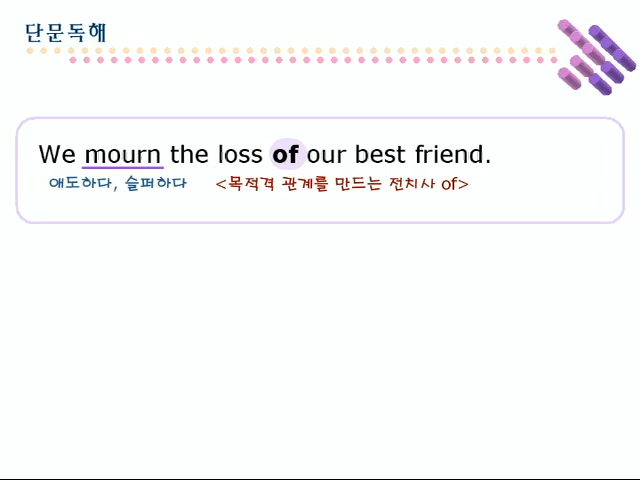 단문독해
We mourn the loss of our best friend.
애도하다, 슬퍼하다 <목적격 관계를 만드는 전치사 of>